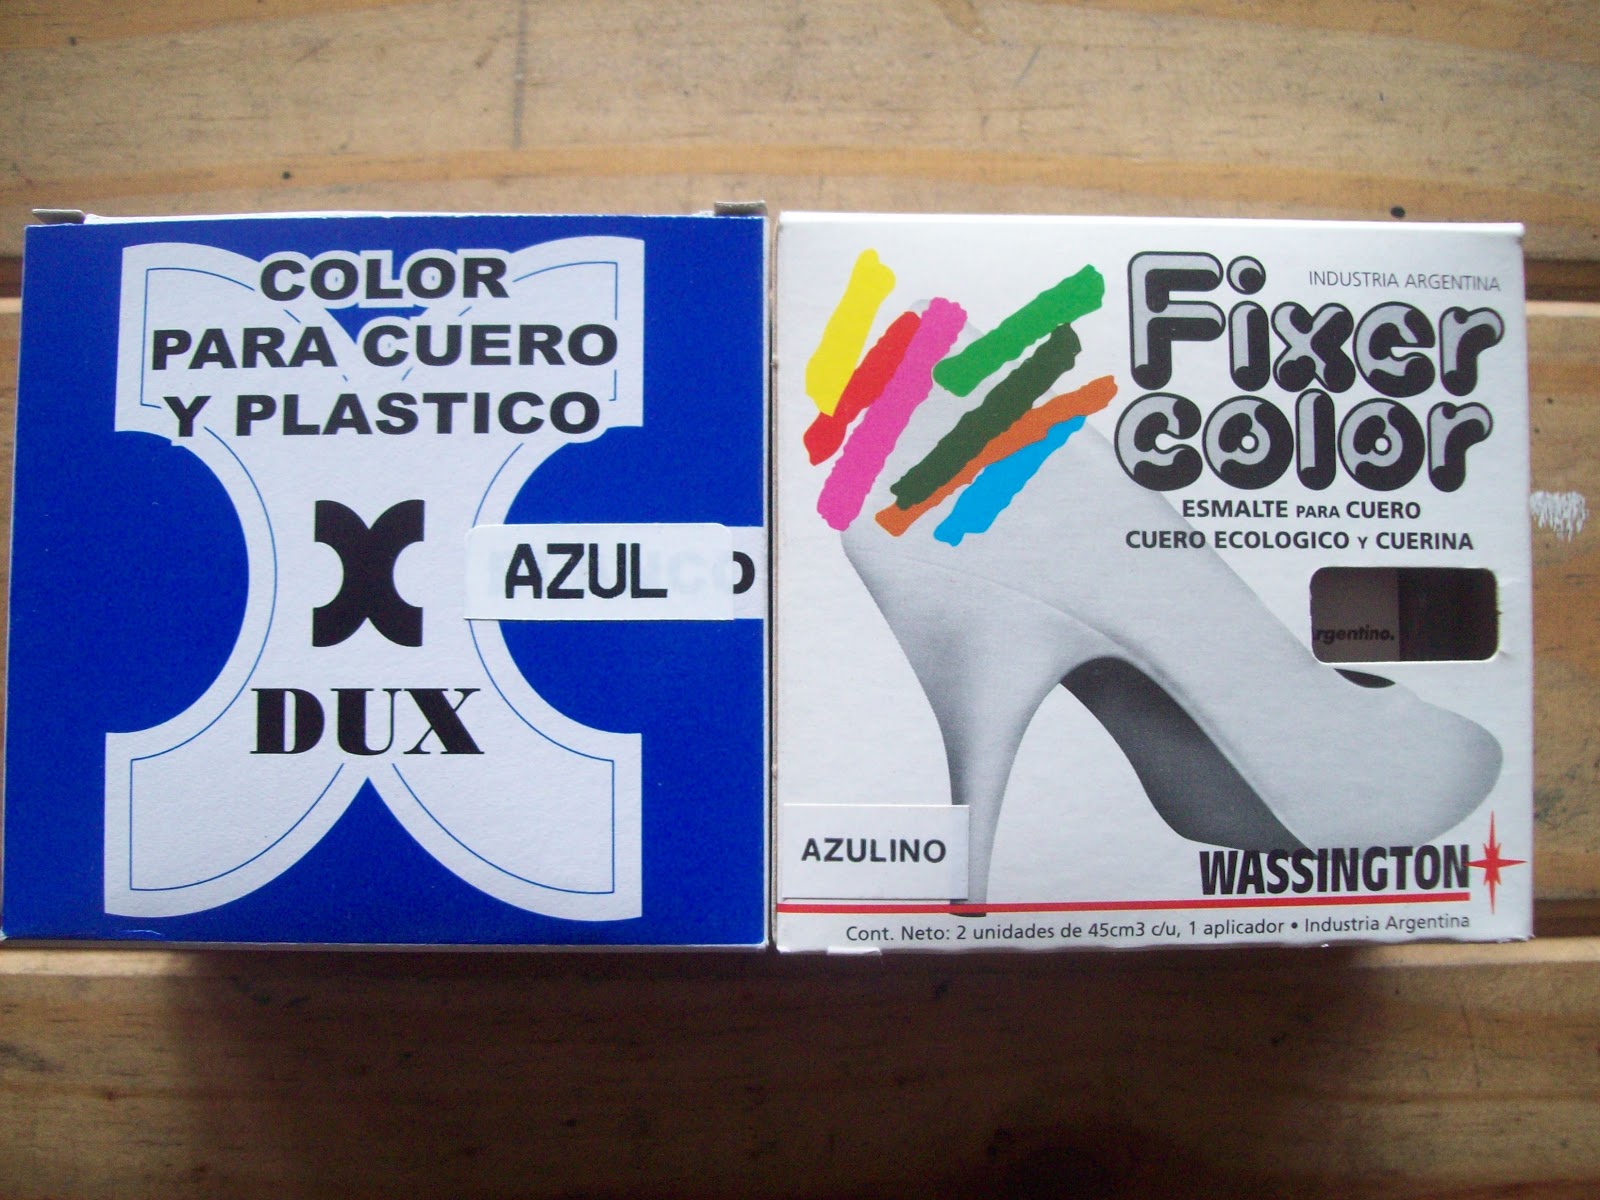 COLOR
PARA CUERO
Y PLASTICO
AZUL
DUX
INDUSTRIA ARGENTINA
Fixer
color
ESMALTE PARA CUERO
CUERO ECOLOGICO Y CUERINA
rgentino.
AZULINO
WASSINGTON
Cont. Neto: 2 unidades de 45cm3 c/u, 1 aplicador • Industria Argentina